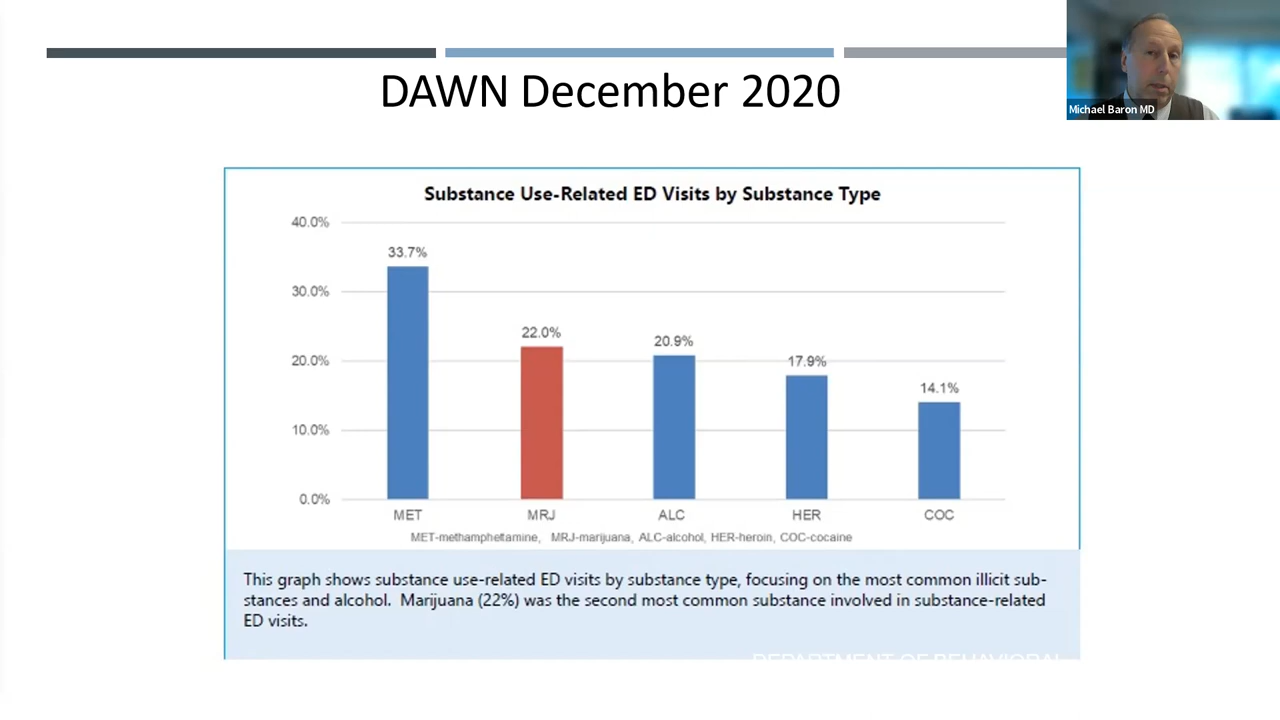 DAWN December 2020
Michael Baron MD
Substance Use-Related ED Visits by Substance Type
40.0%
33.7%
30.0%
22.0%
20.9%
20.0%
17.9%
14.1%
10.0%
0.0%
MET MRJ ALC HER COC
MET-methamphetamine, MRJ-marijuana, ALC-alcohol, HER-heroin, COC-cocaine
This graph shows substance use-related ED visits by substance type, focusing on the most common illicit sub-
stances and alcohol. Marijuana (22%) was the second most common substance involved in substance-related
ED visits.
DEPARTMENT OF BEHAVIORAL